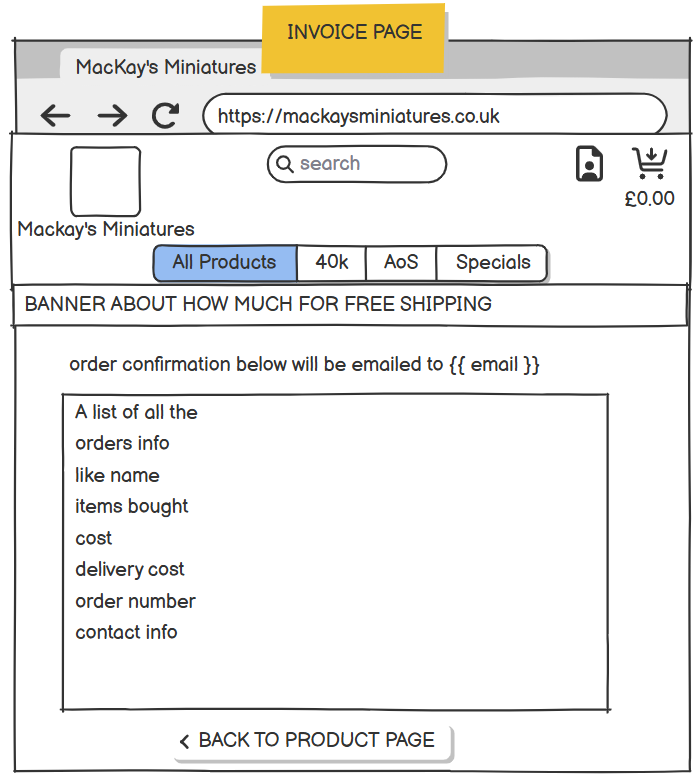 INVOICE PAGE
MacKay's Miniatures
https://mackaysminiatures.co.uk
search
£0.00
Mackay's Miniatures
All Products 40k AoS Specials
BANNER ABOUT HOW MUCH FOR FREE SHIPPING
order confirmation below will be emailed to {{ email }}
A list of all the
orders info
like name
items bought
cost
delivery cost
order number
contact info
BACK TO PRODUCT PAGE